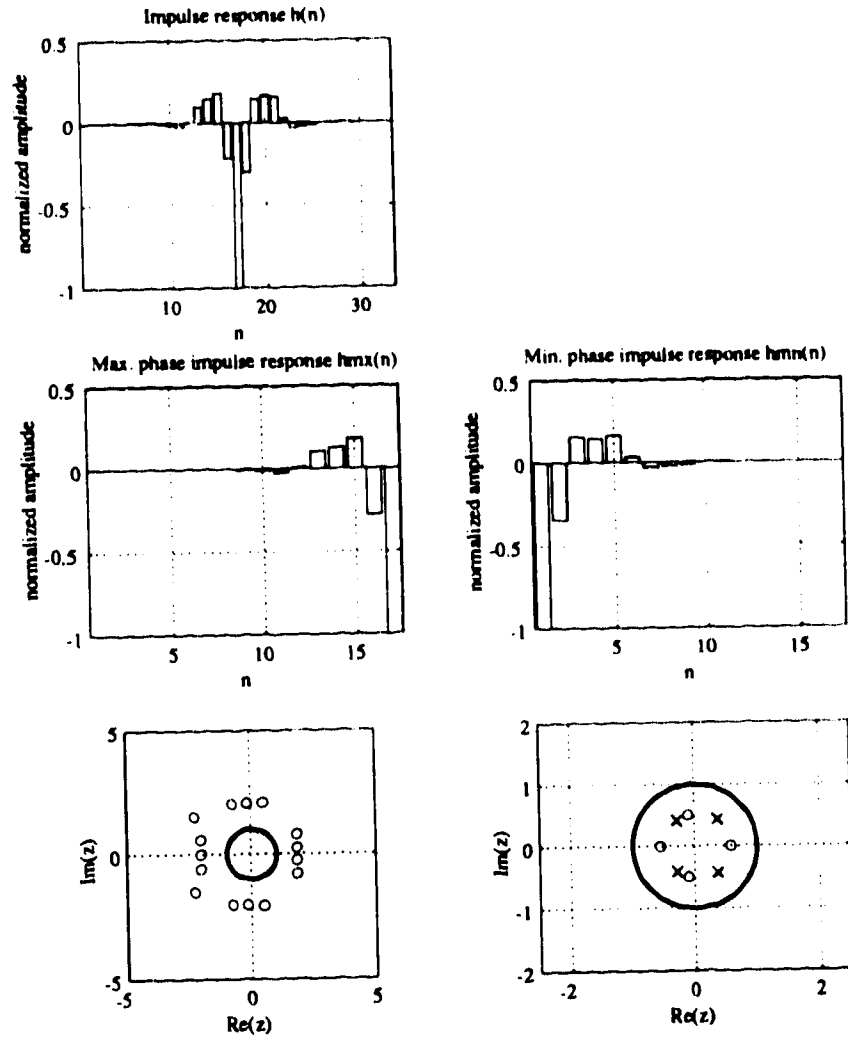 Impulse response h(n)
normalized amplitude
0.5
0
-0.5
-1
10
20
30
n
Max. phase impulse response hmx(n)
normalized amplitude
0.5
0
-0.5
-1
5
10
15
n
Min. phase impulse response hmn(n)
normalized amplitude
0.5
0
-0.5
-1
5
10
15
n
Im(z)
5
0
-5
-5
0
5
Re(z)
Im(z)
2
1
0
-1
-2
-2
0
2
Re(z)